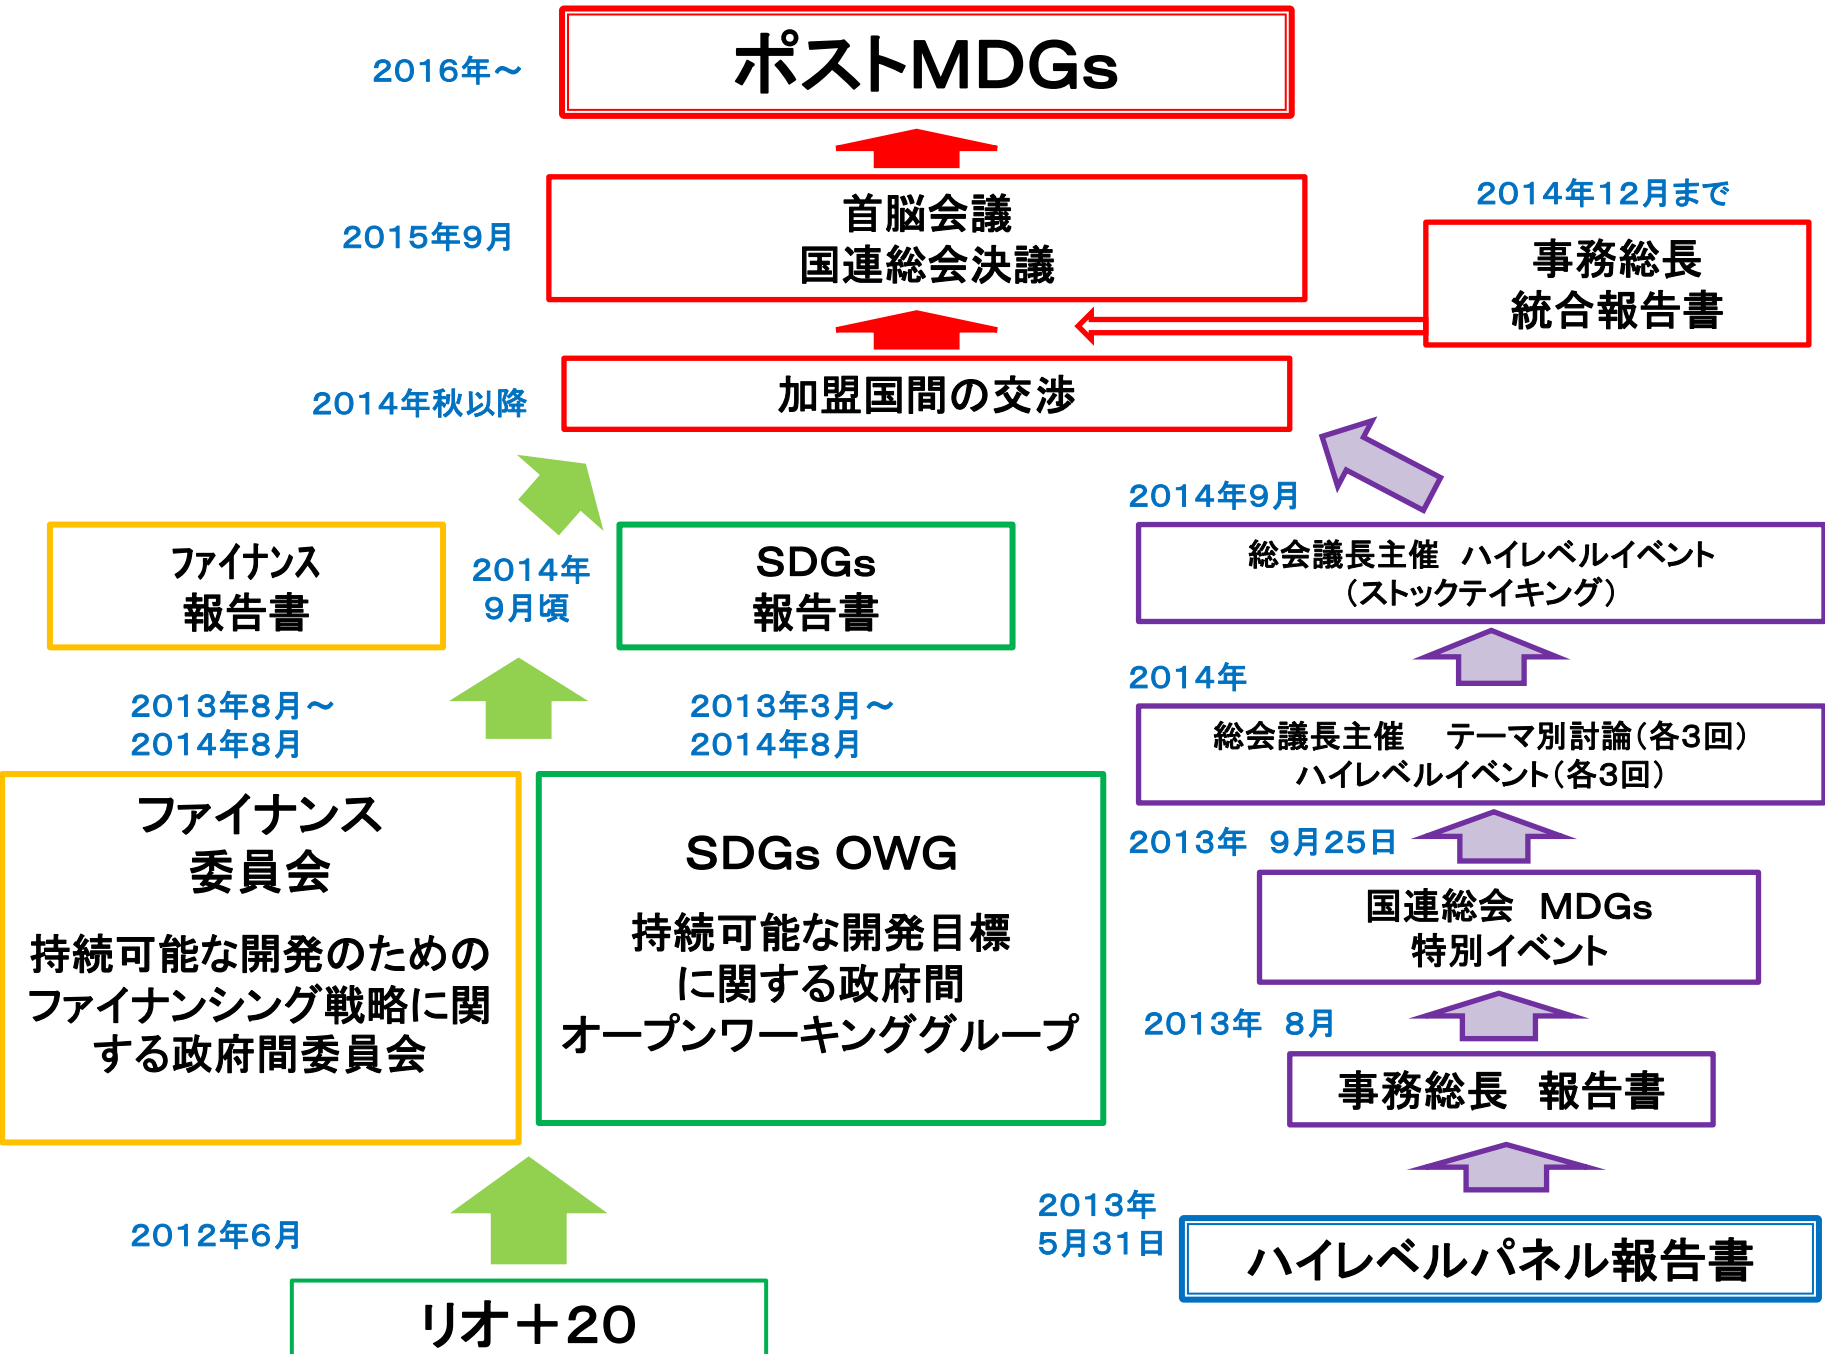 2016年～
ポストMDGs
2015年9月
首脳会議
国連総会決議
2014年12月まで
事務総長
統合報告書
2014年秋以降
加盟国間の交渉
ファイナンス
報告書
2014年
9月頃
SDGs
報告書
2014年9月
総会議長主催　ハイレベルイベント
（ストックテイキング）
2013年8月～
2014年8月
2013年3月～
2014年8月
2014年
総会議長主催　テーマ別討論（各3回）
ハイレベルイベント（各3回）
ファイナンス
委員会
持続可能な開発のための
ファイナンシング戦略に関
する政府間委員会
SDGs OWG
持続可能な開発目標
に関する政府間
オープンワーキンググループ
2013年　9月25日
国連総会　MDGs
特別イベント
2013年　8月
事務総長　報告書
2012年6月
リオ＋20
2013年
5月31日
ハイレベルパネル報告書